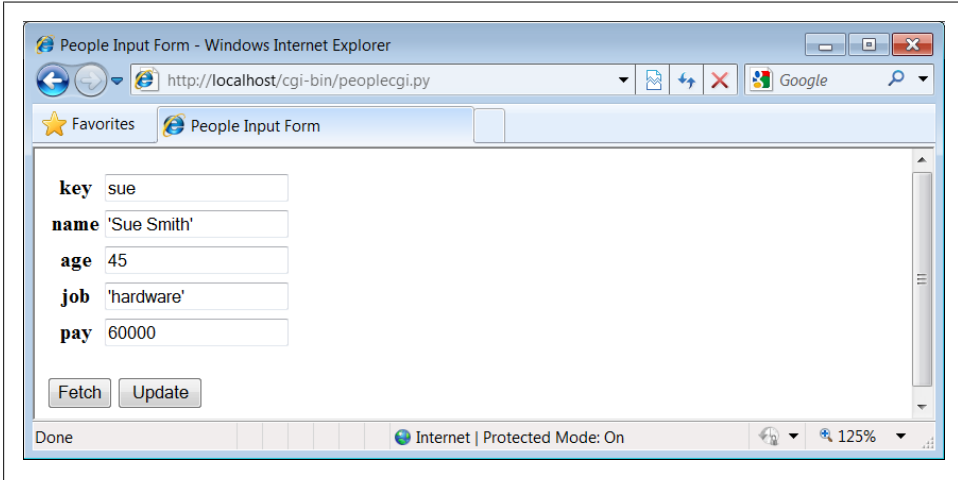 People Input Form - Windows Internet Explorer
http://localhost/cgi-bin/peoplecgi.py
Google
Favorites
People Input Form
key sue
name 'Sue Smith'
age 45
job 'hardware'
pay 60000
Fetch Update
Done
Internet | Protected Mode: On
125%